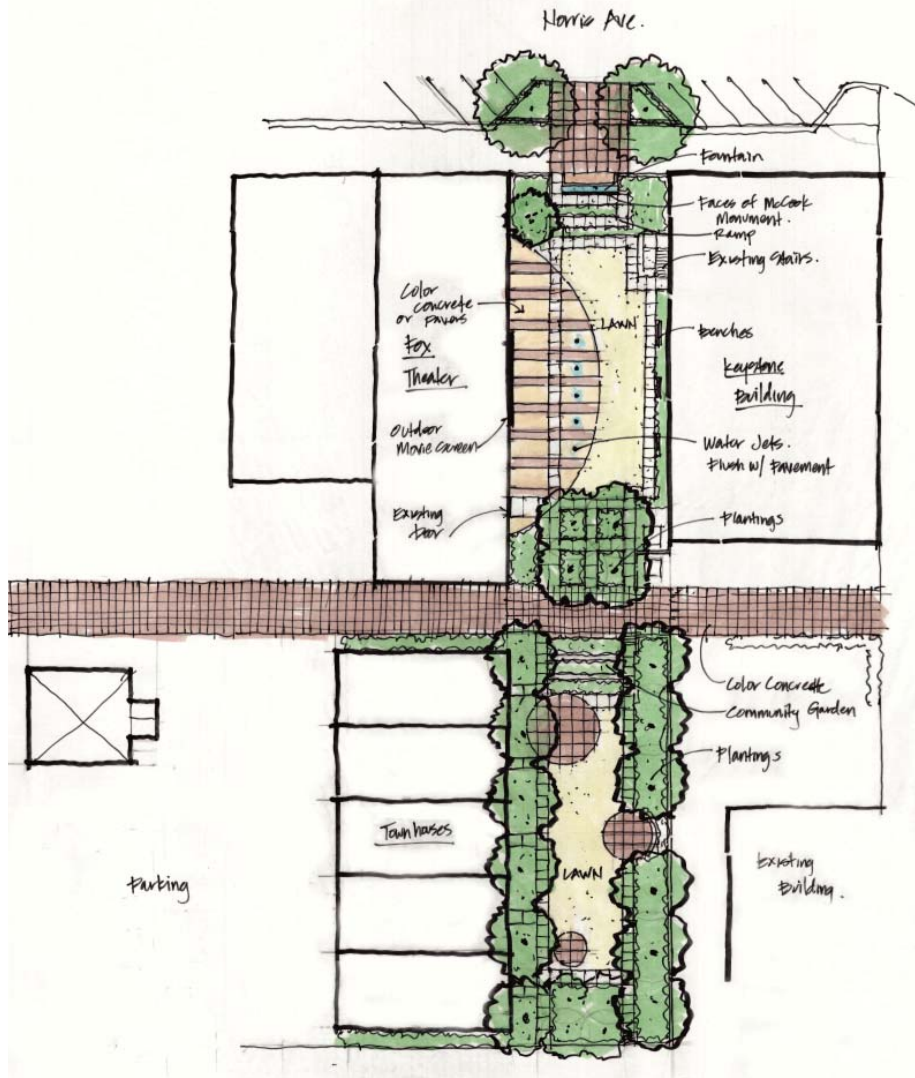 Norris Ave.
Fountain
Faces of McCook
Monument.
Ramp
Existing Stairs.
Color
Concrete
or pavers
LAWN
Benches
Fox
Theater
Keystone
Building
Outdoor
Movie Screen
Water Jets.
Flush w/ Pavement
Existing
Door
Plantings
Color Concrete
Community Garden
Plantings
Townhouses
LAWN
Parking
Existing
Building.